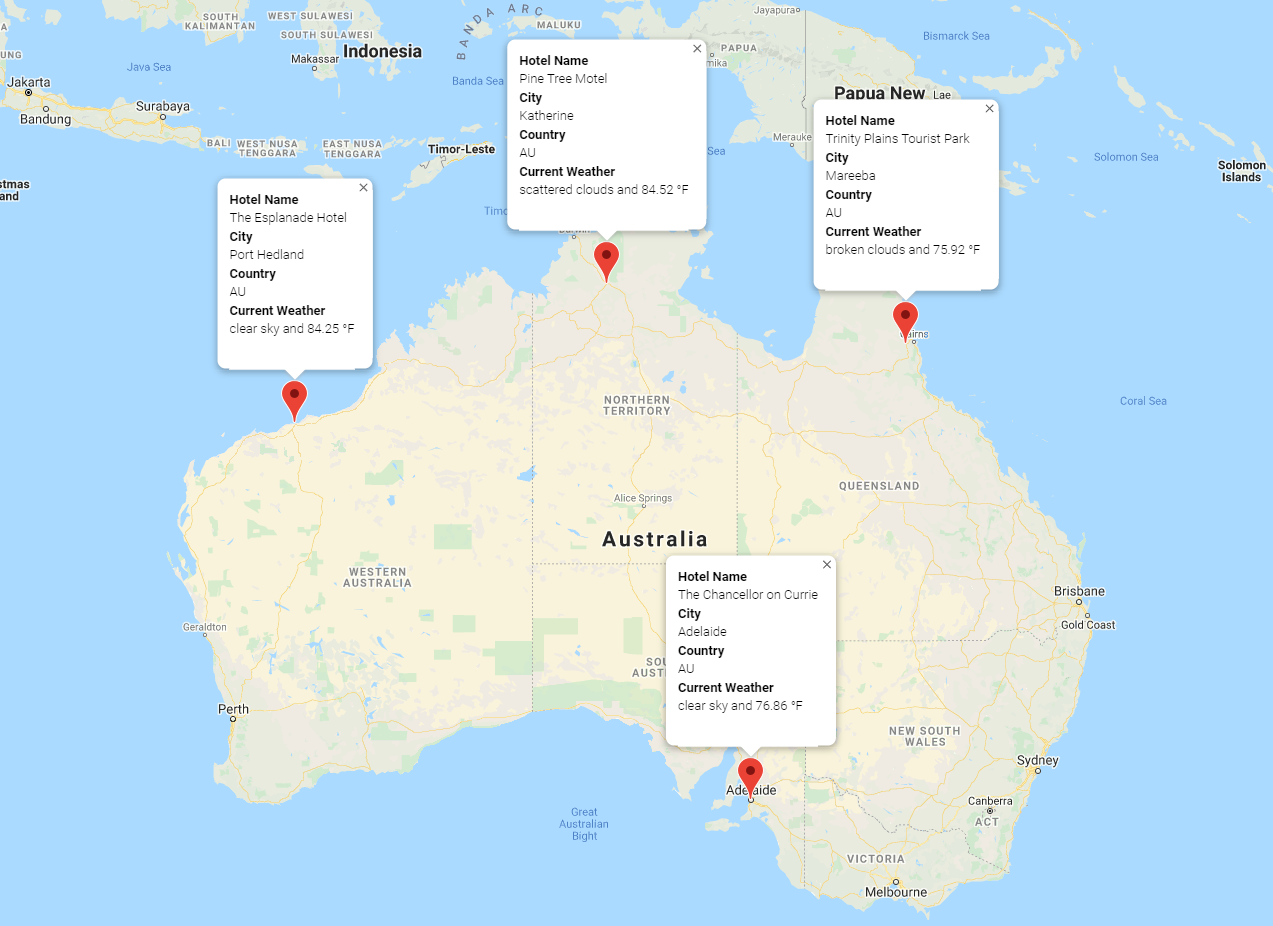 Jayapura
SOUTH
KALIMANTAN
WEST SULAWESI
SOUTH SULAWESI
Makassar
Indonesia
BANDA ARC
MALUKU
Banda Sea
PAPUA
Bismarck Sea
Java Sea
Jakarta
Bandung
Surabaya
BALI
WEST NUSA
TENGGARA
EAST NUSA
TENGGARA
Timor-Leste
Papua New
Lae
Merauke
Sea
Solomon Sea
Solomon
Islands
Hotel Name
Pine Tree Motel
City
Katherine
Country
AU
Current Weather
scattered clouds and 84.52 °F
Hotel Name
Trinity Plains Tourist Park
City
Mareeba
Country
AU
Current Weather
broken clouds and 75.92 °F
Hotel Name
The Esplanade Hotel
City
Port Hedland
Country
AU
Current Weather
clear sky and 84.25 °F
NORTHERN
TERRITORY
Coral Sea
QUEENSLAND
Alice Springs
Australia
WESTERN
AUSTRALIA
Geraldton
Hotel Name
The Chancellor on Currie
City
Adelaide
Country
AU
Current Weather
clear sky and 76.86 °F
Brisbane
Gold Coast
Perth
NEW SOUTH
WALES
Sydney
Adelaide
Canberra
ACT
Great
Australian
Bight
VICTORIA
Melbourne